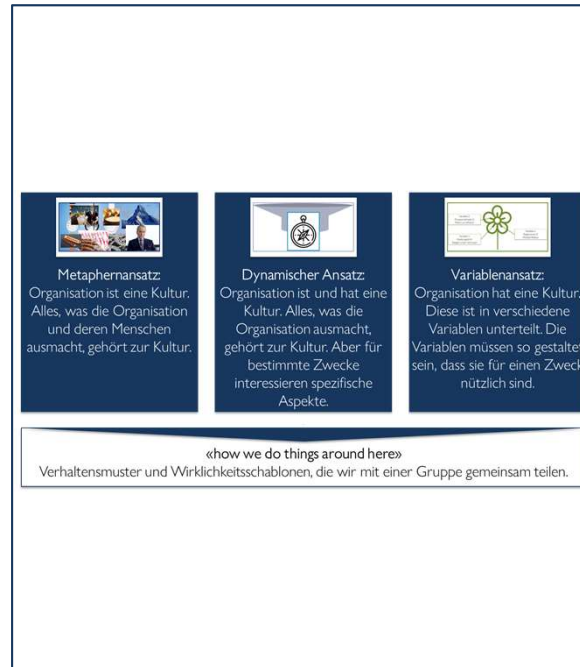 Metaphernansatz:
Organisation ist eine Kultur.
Alles, was die Organisation
und deren Menschen
ausmacht, gehört zur Kultur.
Dynamischer Ansatz:
Organisation ist und hat eine
Kultur. Alles, was die
Organisation ausmacht,
gehört zur Kultur. Aber für
bestimmte Zwecke
interessieren spezifische
Aspekte.
Variablenansatz:
Organisation hat eine Kultur.
Diese ist in verschiedene
Variablen unterteilt. Die
Variablen müssen so gestaltet
sein, dass sie für einen Zweck
nützlich sind.
«how we do things around here»
Verhaltensmuster und Wirklichkeitsschablonen, die wir mit einer Gruppe gemeinsam teilen.